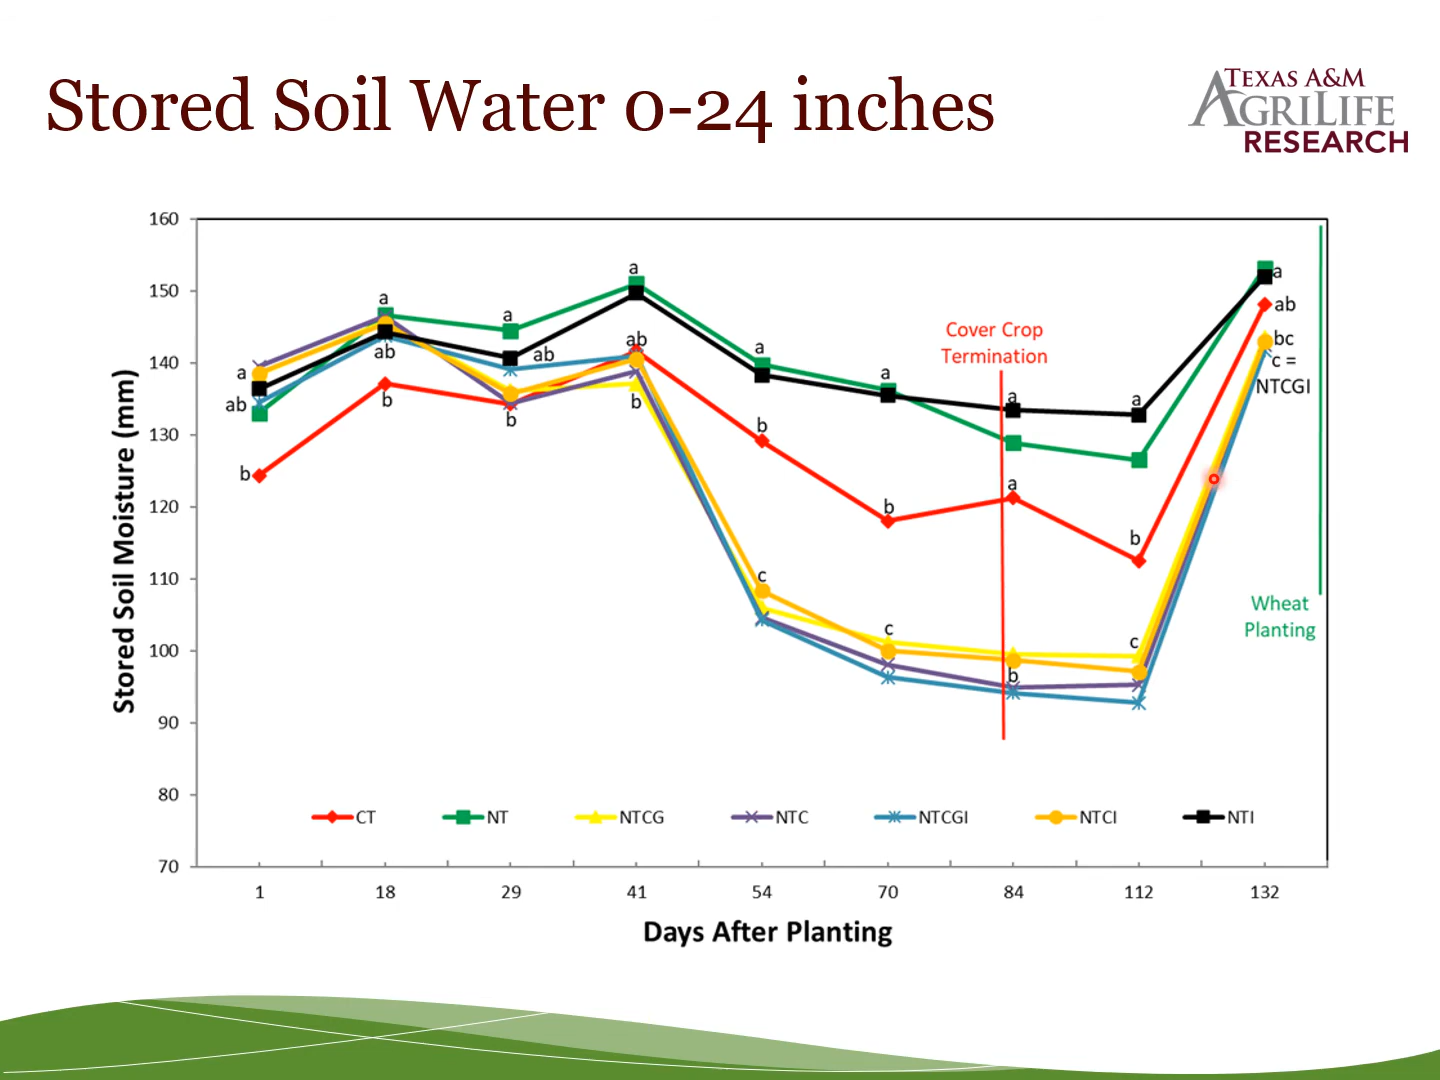 Stored Soil Water 0-24 inches
TEXAS A&M
AGRILIFE
RESEARCH
160
150
140
130
120
110
100
90
80
70
Stored Soil Moisture (mm)
a
ab
b
a
ab
b
a
ab
b
a
ab
b
a
b
c
a
b
c
Cover Crop
Termination
a
a
b
a
b
c
a
ab
bc
c =
NTCGI
Wheat
Planting
CT NT NTCG NTC NTCGI NTCI NTI
1 18 29 41 54 70 84 112 132
Days After Planting